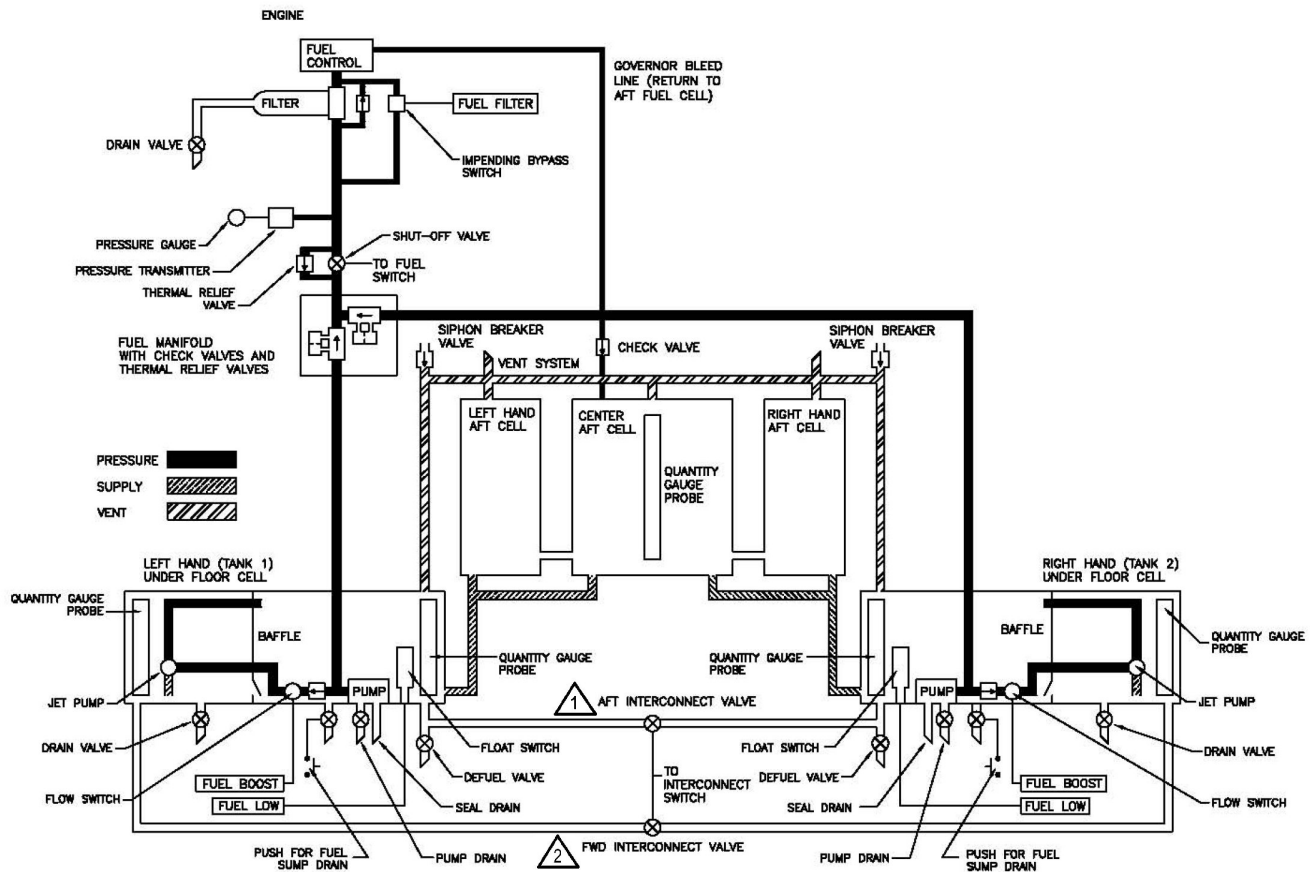 ENGINE
FUEL
CONTROL
GOVERNOR BLEED
LINE (RETURN TO
AFT FUEL CELL)
FILTER
FUEL FILTER
DRAIN VALVE
IMPENDING BYPASS
SWITCH
PRESSURE GAUGE
PRESSURE TRANSMITTER
THERMAL RELIEF
VALVE
SHUT-OFF VALVE
TO FUEL
SWITCH
FUEL MANIFOLD
WITH CHECK VALVES AND
THERMAL RELIEF VALVES
SIPHON BREAKER
VALVE
VENT SYSTEM
CHECK VALVE
SIPHON BREAKER
VALVE
LEFT HAND
AFT CELL
CENTER
AFT CELL
RIGHT HAND
AFT CELL
QUANTITY
GAUGE
PROBE
PRESSURE
SUPPLY
VENT
LEFT HAND (TANK 1)
UNDER FLOOR CELL
RIGHT HAND (TANK 2)
UNDER FLOOR CELL
QUANTITY GAUGE
PROBE
BAFFLE
BAFFLE
QUANTITY GAUGE
PROBE
QUANTITY GAUGE
PROBE
QUANTITY GAUGE
PROBE
JET PUMP
PUMP
1
AFT INTERCONNECT VALVE
PUMP
JET PUMP
DRAIN VALVE
FLOAT SWITCH
FLOAT SWITCH
DRAIN VALVE
DEFUEL VALVE
TO
INTERCONNECT
SWITCH
DEFUEL VALVE
FUEL BOOST
FUEL BOOST
FLOW SWITCH
FUEL LOW
SEAL DRAIN
SEAL DRAIN
FUEL LOW
FLOW SWITCH
PUSH FOR FUEL
SUMP DRAIN
PUMP DRAIN
2
FWD INTERCONNECT VALVE
PUMP DRAIN
PUSH FOR FUEL
SUMP DRAIN